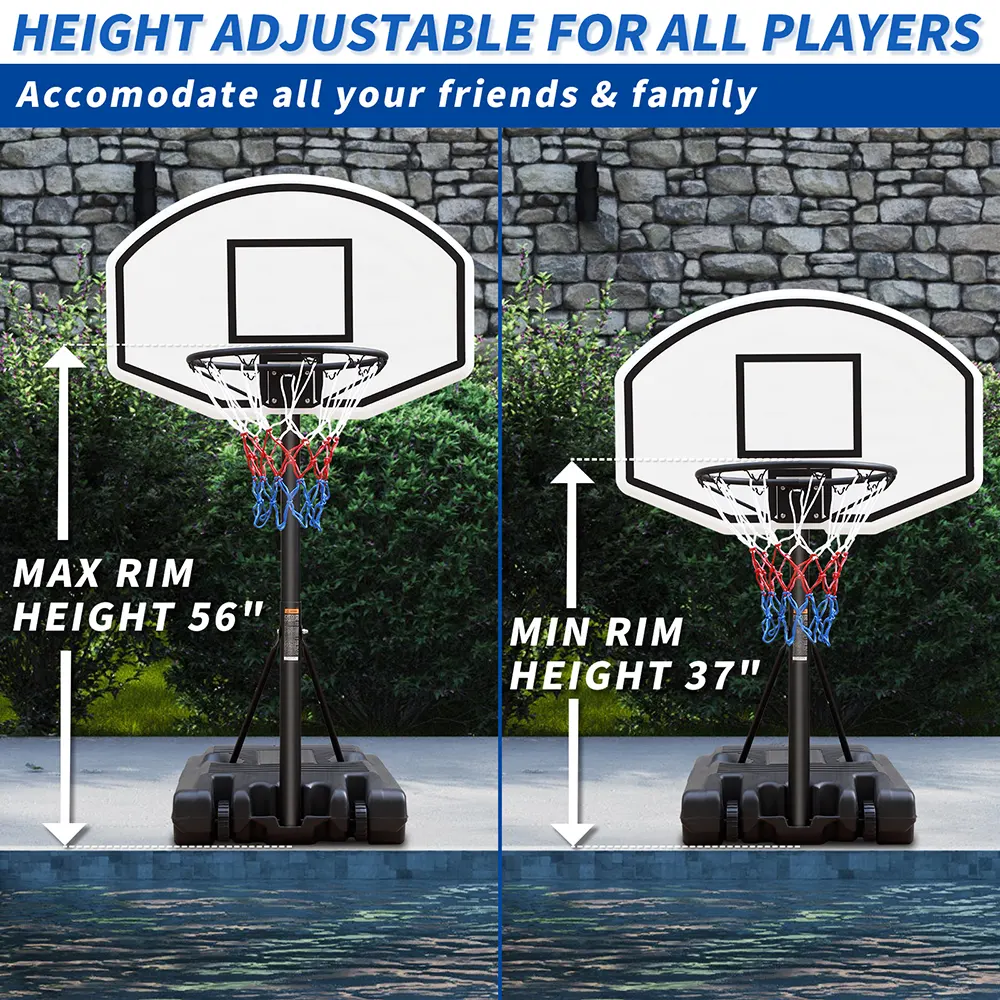 HEIGHT ADJUSTABLE FOR ALL PLAYERS
Accomodate all your friends & family
MAX RIM
HEIGHT 56"
MIN RIM
HEIGHT 37"